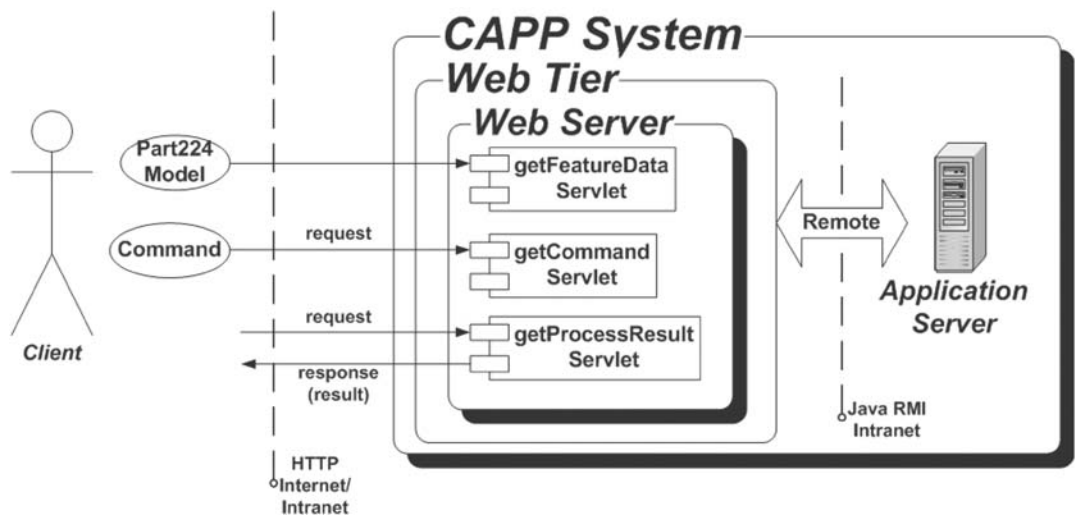 CAPP System
Web Tier
Web Server
Part224
Model
getFeatureData
Servlet
Command
request
getCommand
Servlet
Remote
request
getProcessResult
Servlet
response
(result)
Client
Application
Server
Java RMI
Intranet
HTTP
Internet/
Intranet